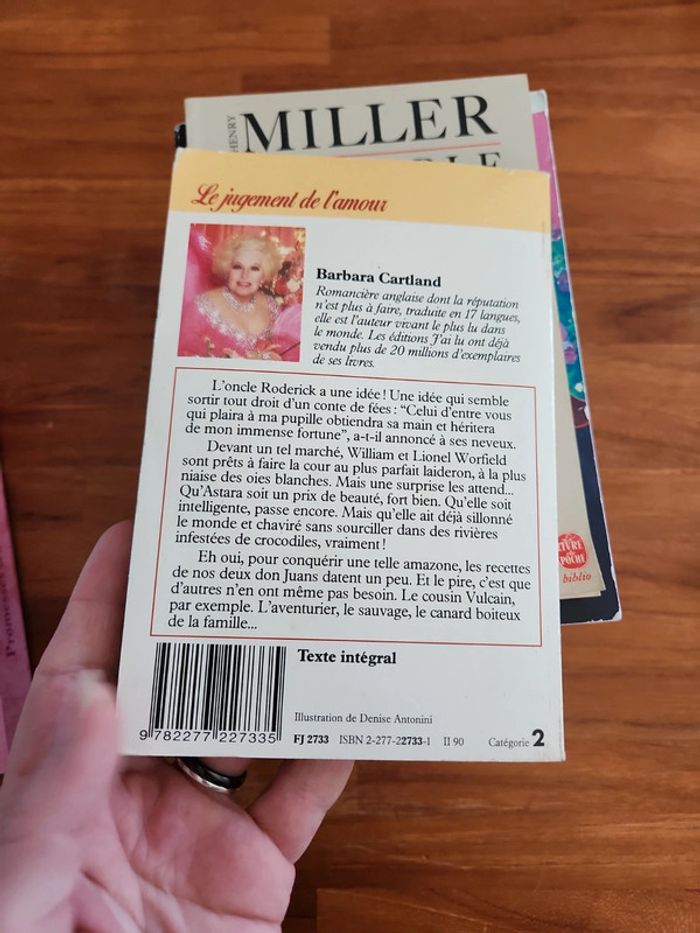 HENRY
MILLER
Le jugement de l'amour
Barbara Cartland
Romancière anglaise dont la réputation
n'est plus à faire, traduite en 17 langues,
elle est l'auteur vivant le plus lu dans
le monde. Les éditions J'ai lu ont déjà
vendu plus de 20 millions d'exemplaires
de ses livres.
L'oncle Roderick a une idée ! Une idée qui semble
sortir tout droit d'un conte de fées : “Celui d'entre vous
qui plaira à ma pupille obtiendra sa main et héritera
de mon immense fortune”, a-t-il annoncé à ses neveux.
Devant un tel marché, William et Lionel Worfield
sont prêts à faire la cour au plus parfait laideron, à la plus
niaise des oies blanches. Mais une surprise les attend...
Qu'Astara soit un prix de beauté, fort bien. Qu'elle soit
intelligente, passe encore. Mais qu'elle ait déjà sillonné
le monde et chaviré sans sourciller dans des rivières
infestées de crocodiles, vraiment !
Eh oui, pour conquérir une telle amazone, les recettes
de nos deux don Juans datent un peu. Et le pire, c'est que
d'autres n'en ont même pas besoin. Le cousin Vulcain,
par exemple. L'aventurier, le sauvage, le canard boiteux
de la famille...
Texte intégral
Illustration de Denise Antonini
9 782277 227335
FJ 2733 ISBN 2-277-22733-1 II 90 Catégorie 2
LIVRE
DE
POCHE
biblio